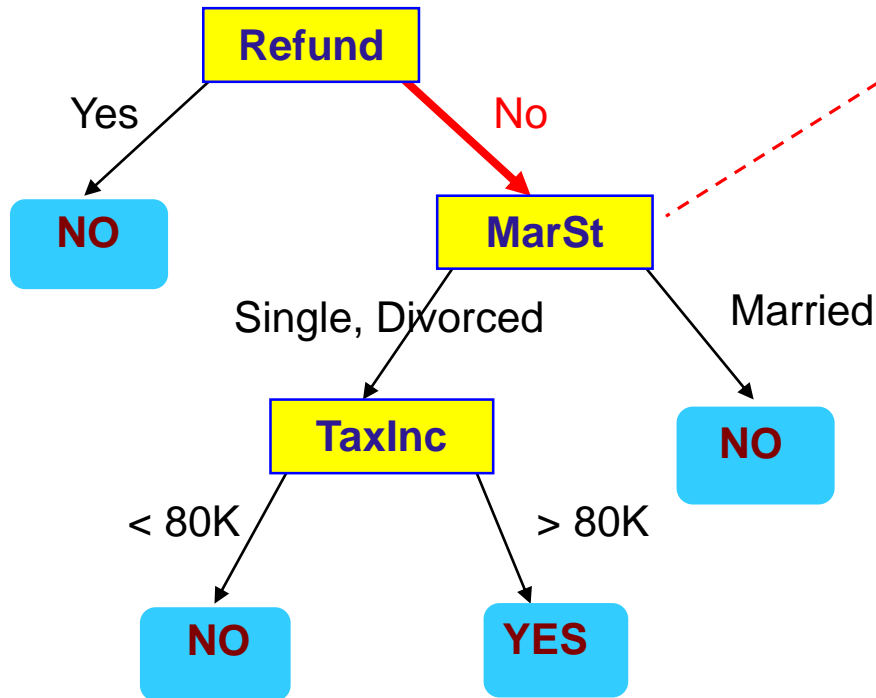 Refund
Yes
No
NO
MarSt
Single, Divorced
Married
TaxInc
NO
< 80K
> 80K
NO
YES